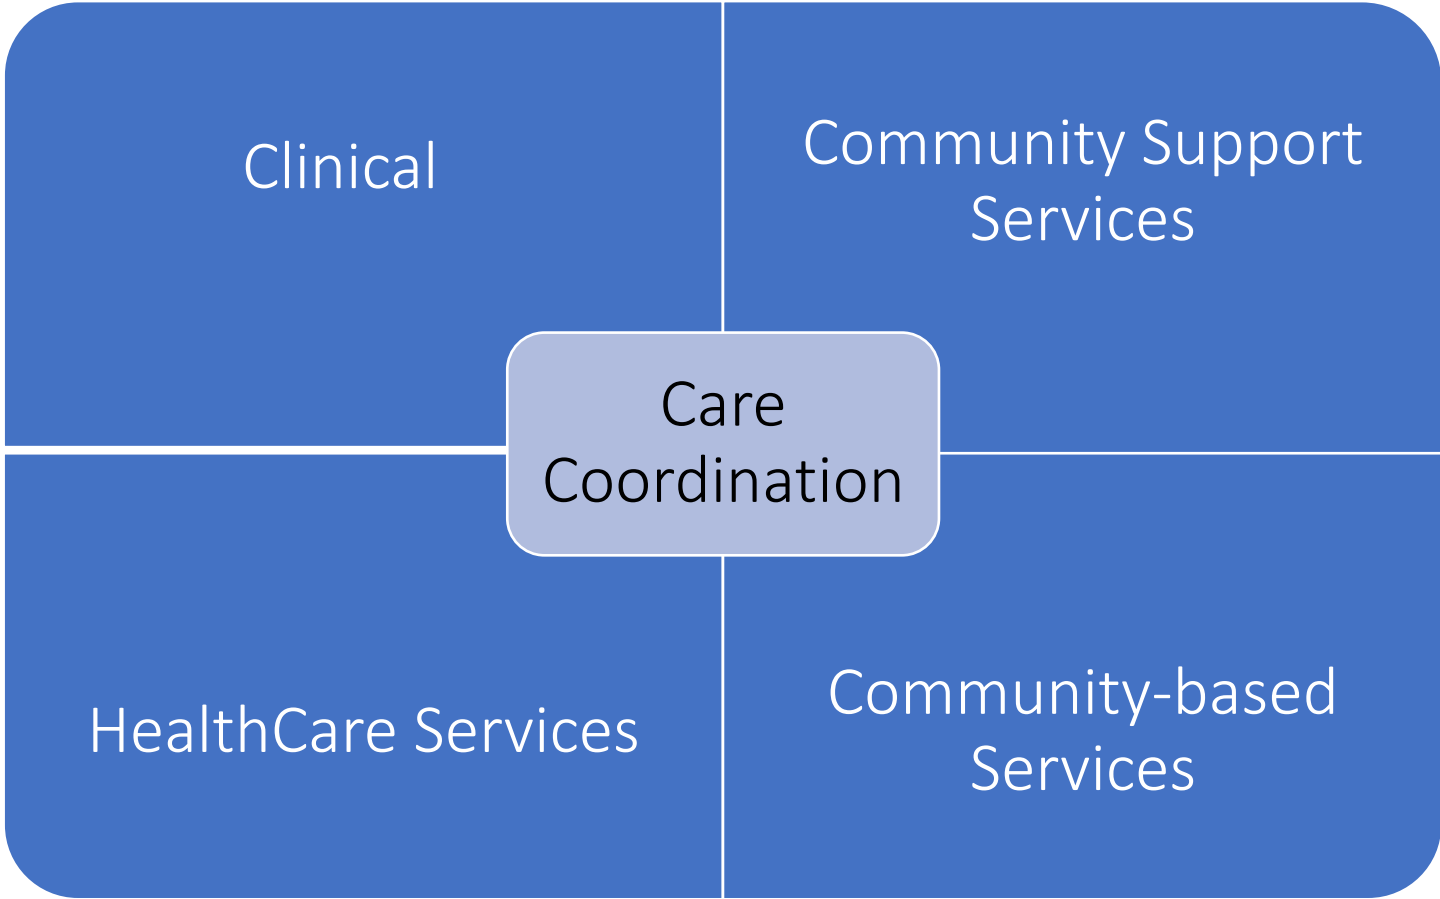 Clinical
Community Support
Services
Care
Coordination
HealthCare Services
Community-based
Services